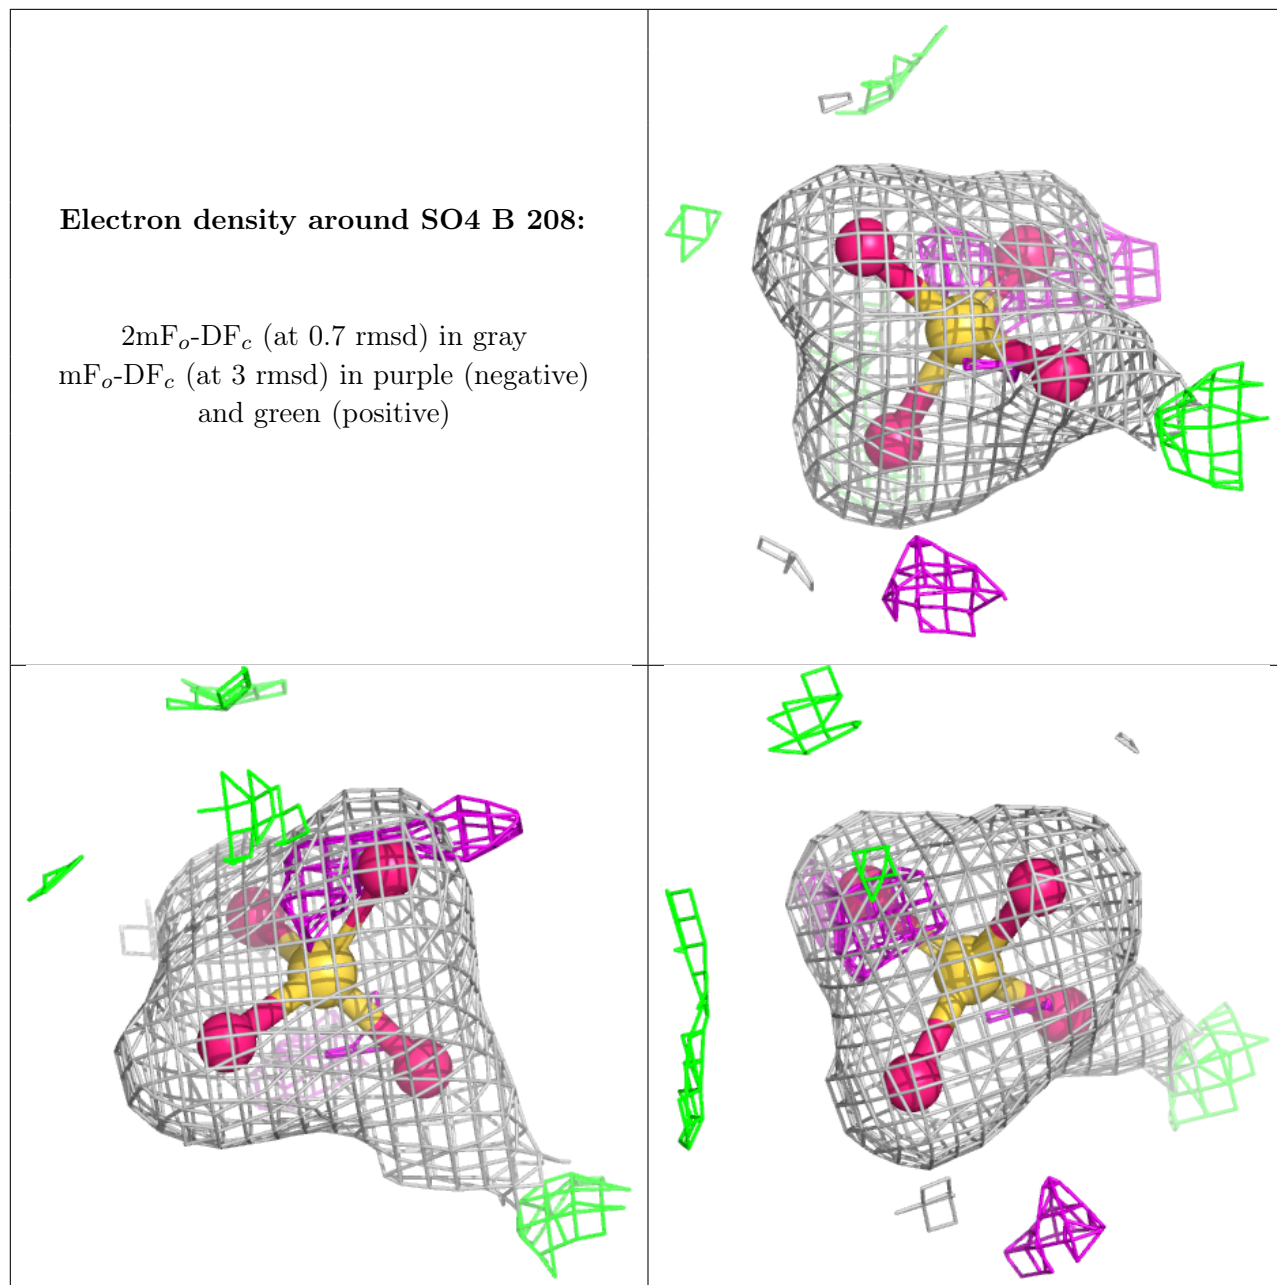 Electron density around SO4 B 208:
2mFo-DFc (at 0.7 rmsd) in gray
mFo-DFc (at 3 rmsd) in purple (negative)
and green (positive)